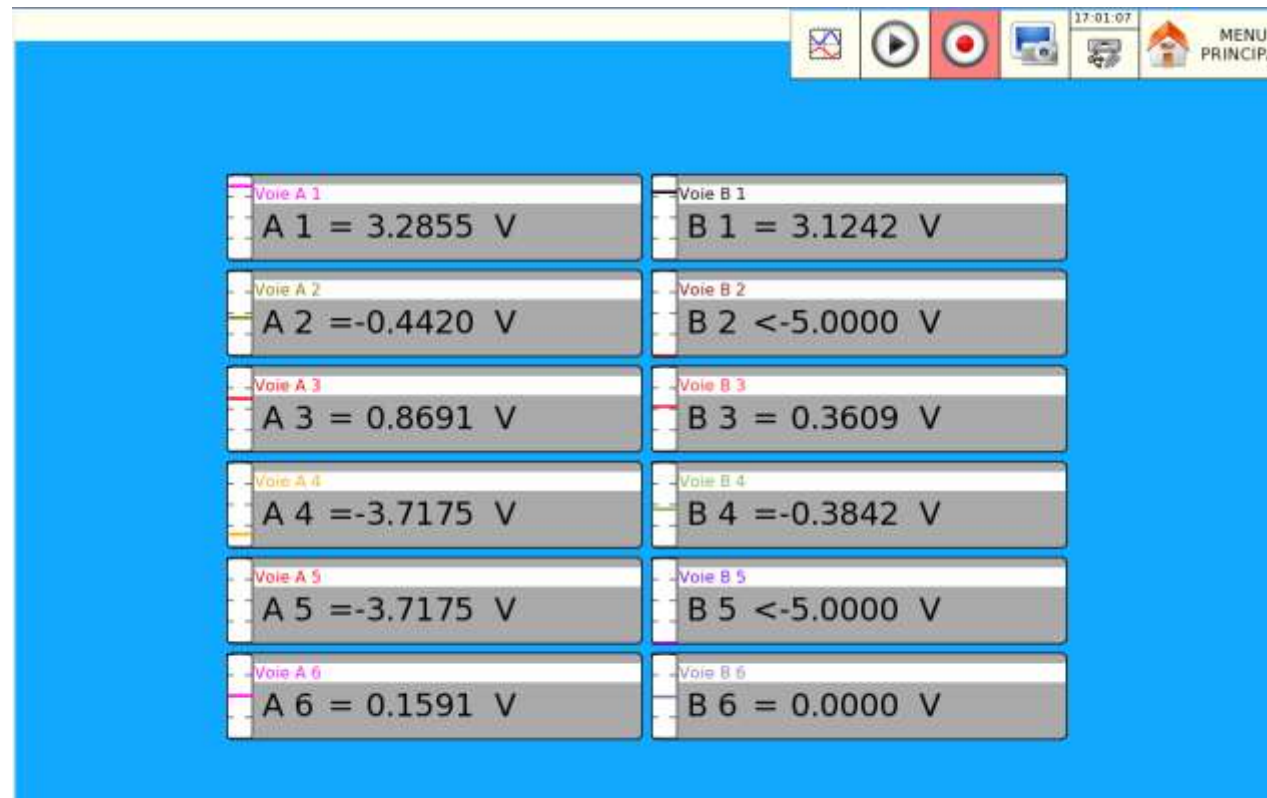 17:01:07
MENU
PRINCIPA
Voie A 1
A 1 = 3.2855 V
Voie B 1
B 1 = 3.1242 V
Voie A 2
A 2 =-0.4420 V
Voie B 2
B 2 <-5.0000 V
Voie A 3
A 3 = 0.8691 V
Voie B 3
B 3 = 0.3609 V
Voie A 4
A 4 =-3.7175 V
Voie B 4
B 4 =-0.3842 V
Voie A 5
A 5 =-3.7175 V
Voie B 5
B 5 <-5.0000 V
Voie A 6
A 6 = 0.1591 V
Voie B 6
B 6 = 0.0000 V